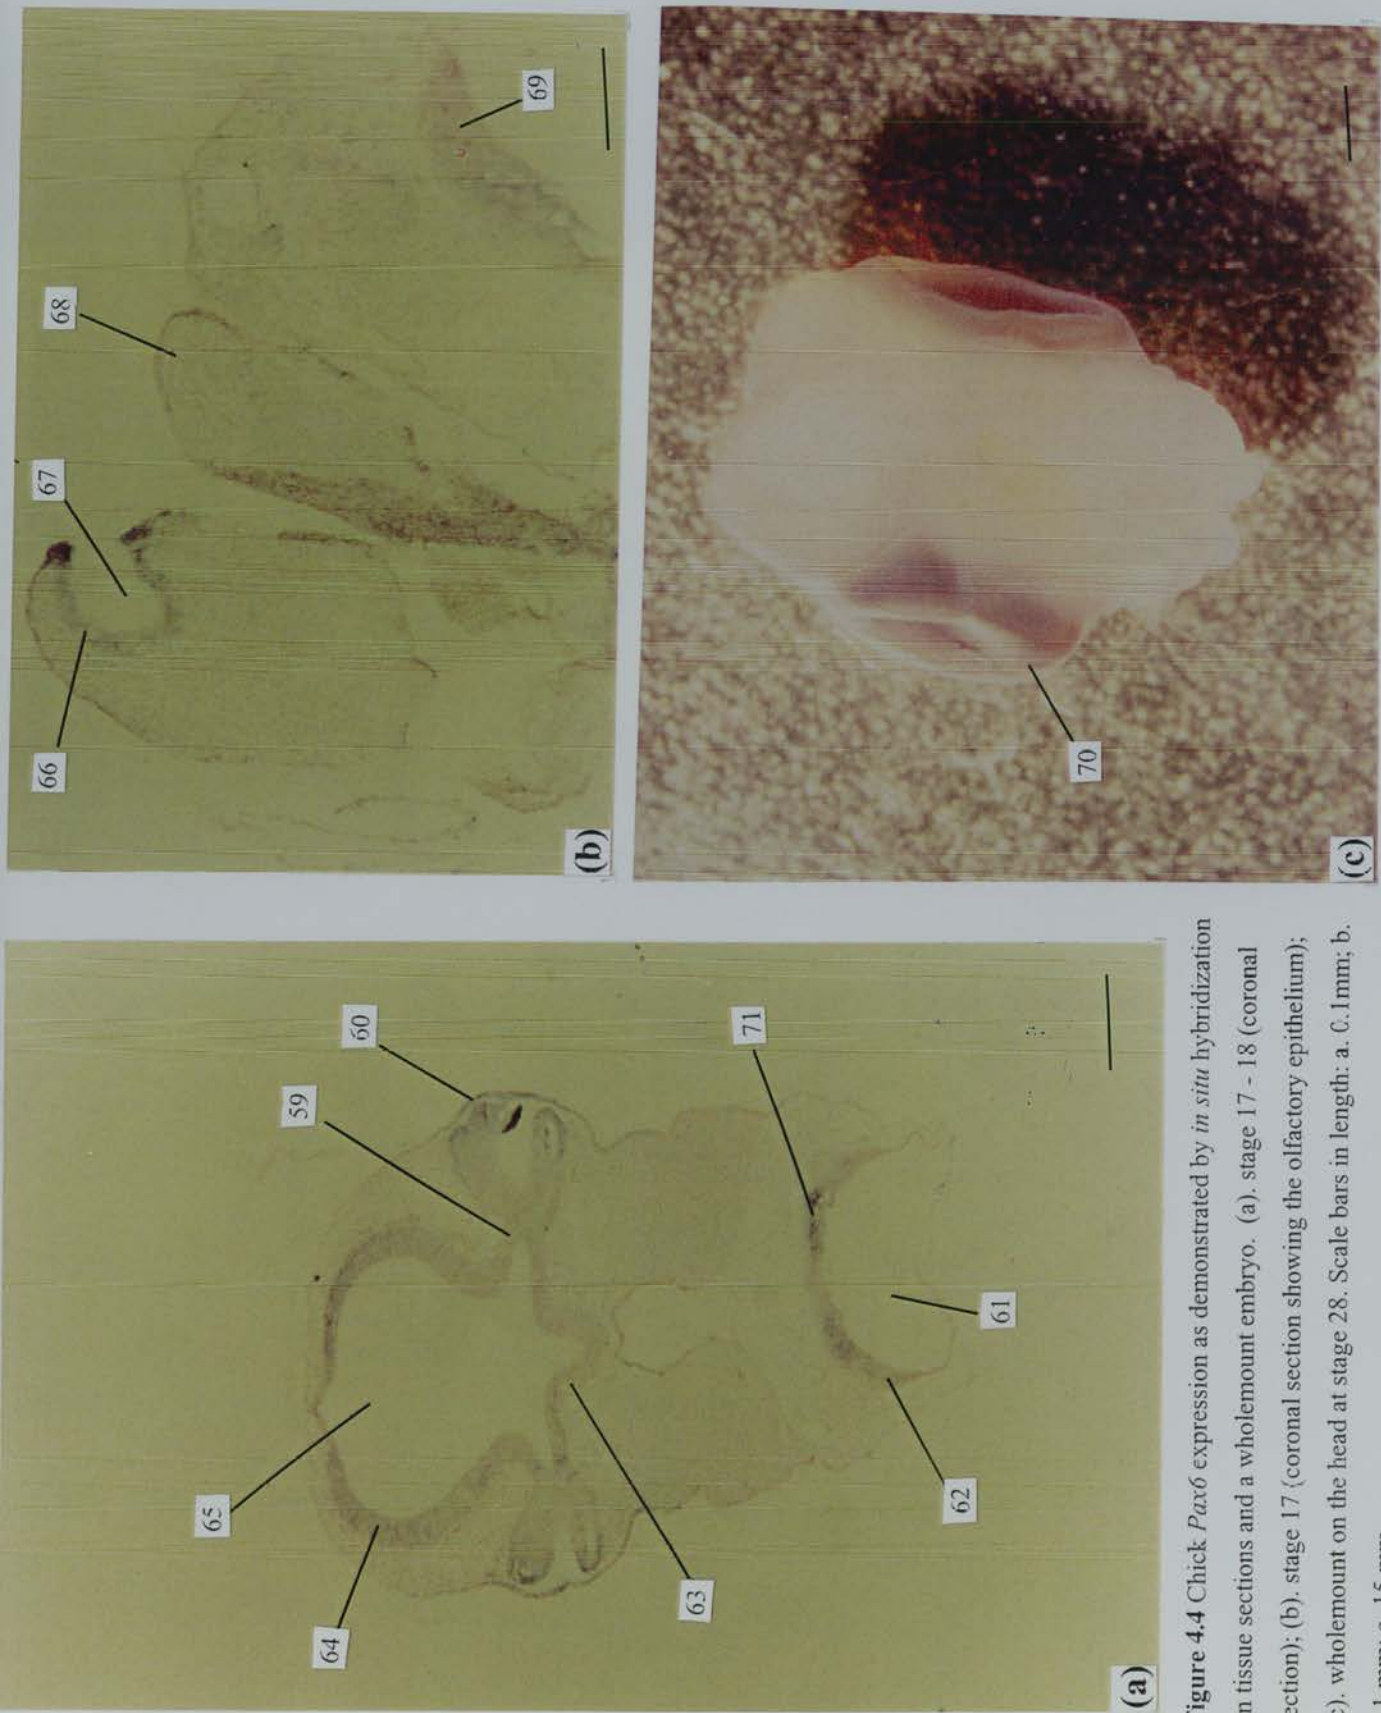 59
60
65
64
63
71
62
61
(a)
66
67
68
69
(b)
70
(c)
igure 4.4 Chick Pax6 expression as demonstrated by in situ hybridization
n tissue sections and a wholemount embryo. (a). stage 17 - 18 (coronal
ection); (b). stage 17 (coronal section showing the olfactory epithelium);
c). wholemount on the head at stage 28. Scale bars in length: a. 0.1mm; b.